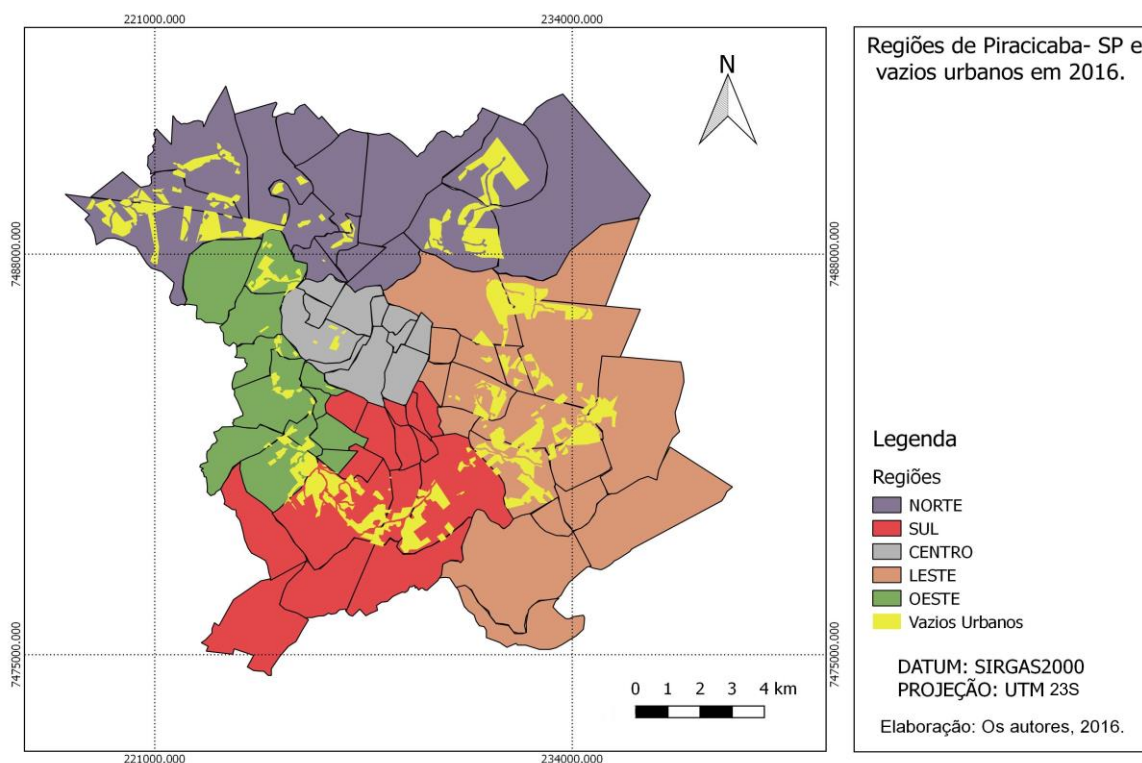 221000.000
234000.000
7488000.000
7488000.000
7475000.000
7475000.000
N
0 1 2 3 4 km
221000.000
234000.000
Regiões de Piracicaba- SP e
vazios urbanos em 2016.
Legenda
Regiões
NORTE
SUL
CENTRO
LESTE
OESTE
Vazios Urbanos
DATUM: SIRGAS2000
PROJEÇÃO: UTM 23S
Elaboração: Os autores, 2016.